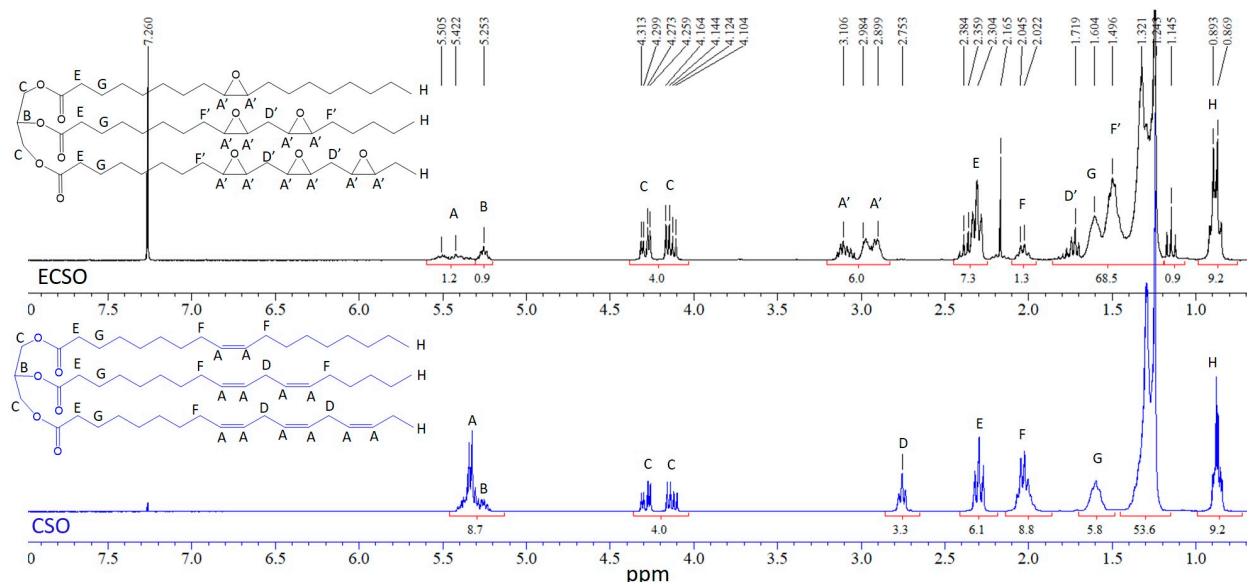 7.260
5.505
5.422
5.253
4.313
4.299
4.273
4.259
4.164
4.144
4.124
4.104
3.106
2.984
2.899
2.753
2.384
2.359
2.304
2.165
2.045
2.022
1.719
1.604
1.496
1.321
1.243
1.145
0.893
0.869
O O
E G A' A' H
C
O
B E G F' O D' O F' H
O A' A' A' A'
C O
E G F' O D' O D' O H
O A' A' A' A' A' A'
O
A B C C A' A' E F D' G F' H
ECSO
1.2 0.9 4.0 6.0 7.3 1.3 68.5 0.9 9.2
8.0 7.5 7.0 6.5 6.0 5.5 5.0 4.5 4.0 3.5 3.0 2.5 2.0 1.5 1.0
E G F F H
C O
O A A
B E G F D F H
O O A A A A
C
E G F D D H
O O A A A A A A
O
A B C C D E F G H
CSO
8.7 4.0 3.3 6.1 8.8 5.8 53.6 9.2
8.0 7.5 7.0 6.5 6.0 5.5 5.0 4.5 4.0 3.5 3.0 2.5 2.0 1.5 1.0
ppm